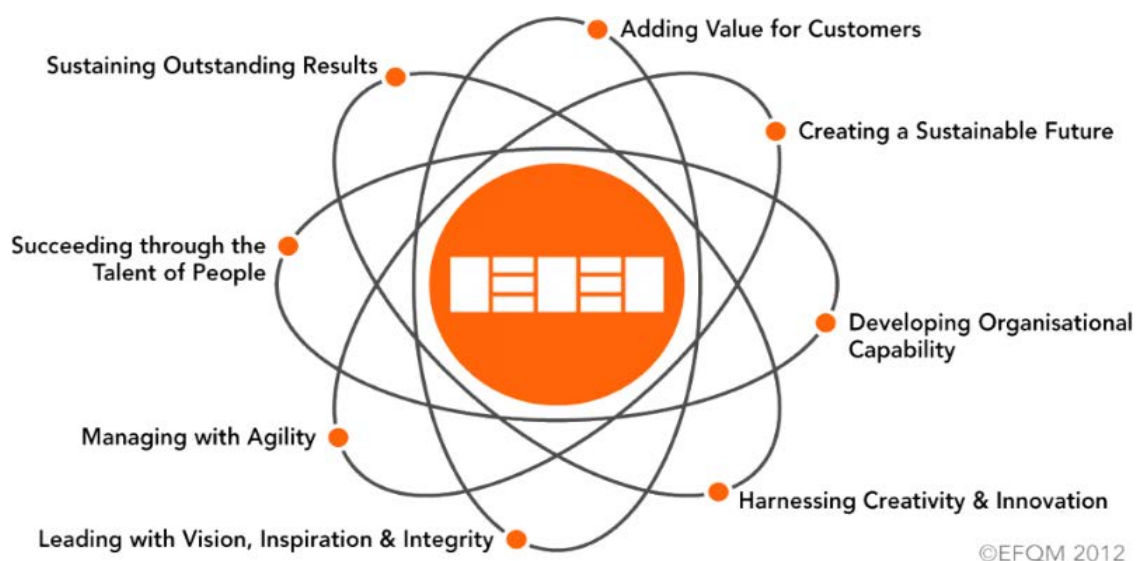 Adding Value for Customers
Sustaining Outstanding Results
Creating a Sustainable Future
Succeeding through the
Talent of People
Developing Organisational
Capability
Managing with Agility
Harnessing Creativity & Innovation
Leading with Vision, Inspiration & Integrity
©EFQM 2012